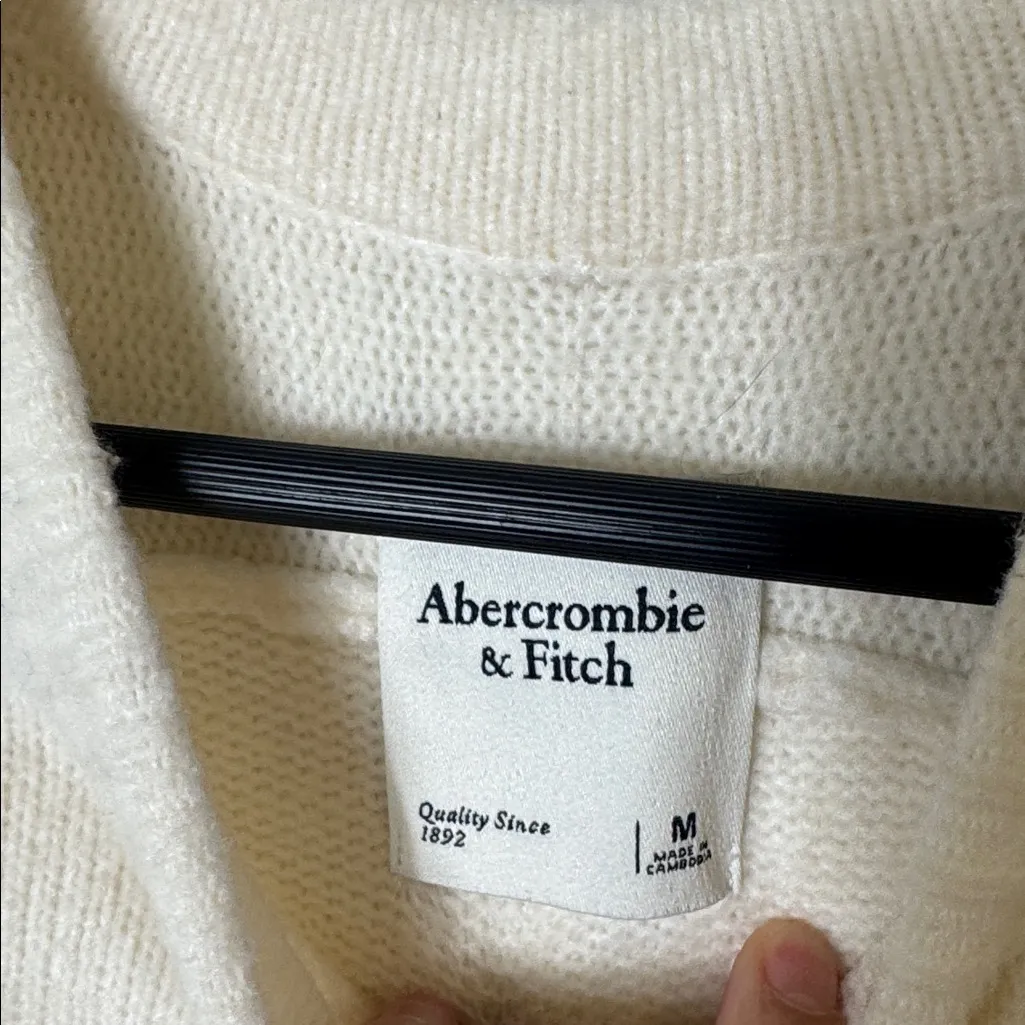 Abercrombie
& Fitch
Quality Since
1892
M
MADE IN
CAMBODIA